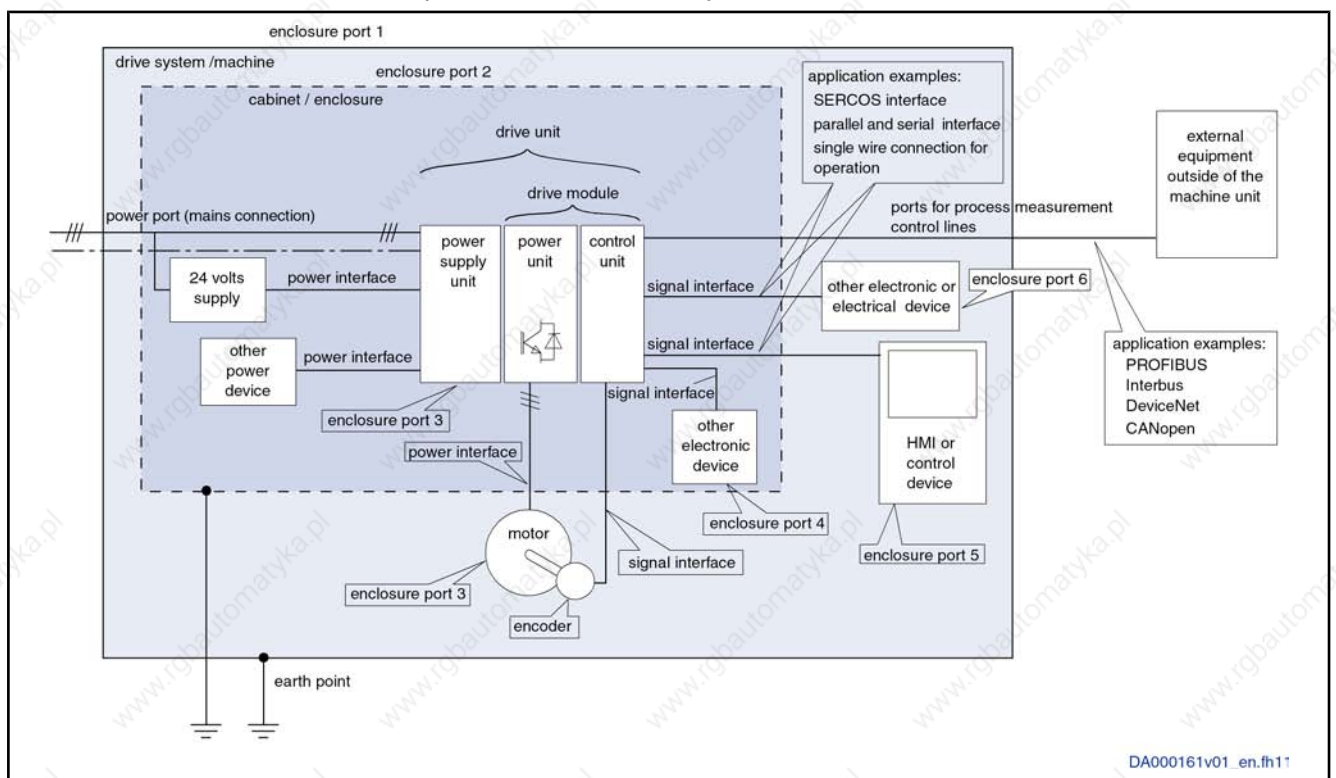 enclosure port 1
drive system /machine
enclosure port 2
cabinet / enclosure
drive unit
drive module
application examples:
SERCOS interface
parallel and serial interface
single wire connection for
operation
external
equipment
outside of the
machine unit
power port (mains connection)
ports for process measurement
control lines
power
supply
unit
power
unit
control
unit
24 volts
supply
power interface
signal interface
other electronic or
electrical device
enclosure port 6
other
power
device
power interface
signal interface
signal interface
application examples:
PROFIBUS
Interbus
DeviceNet
CANopen
enclosure port 3
power interface
other
electronic
device
HMI or
control
device
enclosure port 4
enclosure port 5
motor
signal interface
enclosure port 3
encoder
earth point
DA000161v01_en.fh11
www.rgbautomatyka.pl